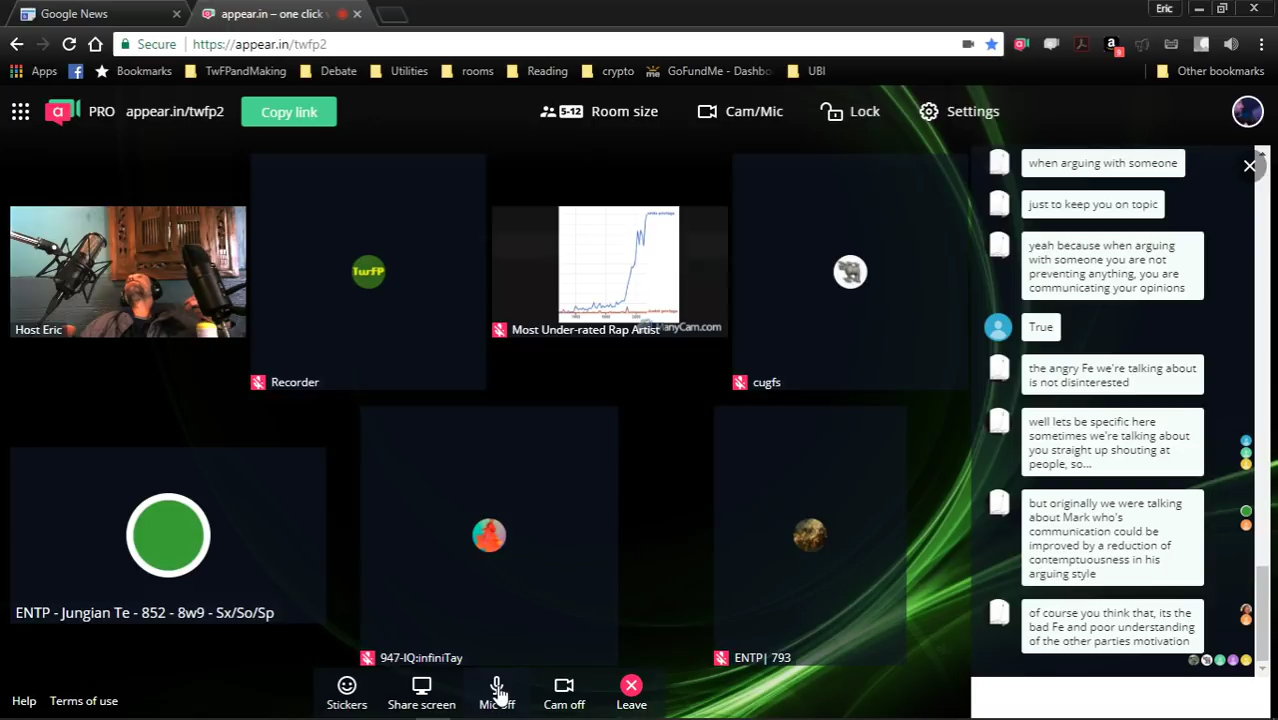 Google News
appear.in – one click
Eric
Secure
https://appear.in/twfp2
9
Apps
Bookmarks
TwFPandMaking
Debate
Utilities
rooms
Reading
crypto
GoFundMe - Dashbo
UBI
Other bookmarks
PRO
appear.in/twfp2
Copy link
5-12
Room size
Cam/Mic
Lock
Settings
Host Eric
TwfP
Recorder
ManyCam.com
Most Under-rated Rap Artist
cugfs
ENTP - Jungian Te - 852 - 8w9 - Sx/So/Sp
947-IQ:infiniTay
ENTP| 793
when arguing with someone
just to keep you on topic
yeah because when arguing
with someone you are not
preventing anything, you are
communicating your opinions
True
the angry Fe we're talking about
is not disinterested
well lets be specific here
sometimes we're talking about
you straight up shouting at
people, so...
but originally we were talking
about Mark who's
communication could be
improved by a reduction of
contemptuousness in his
arguing style
of course you think that, its the
bad Fe and poor understanding
of the other parties motivation
Help
Terms of use
Stickers
Share screen
Mic off
Cam off
Leave